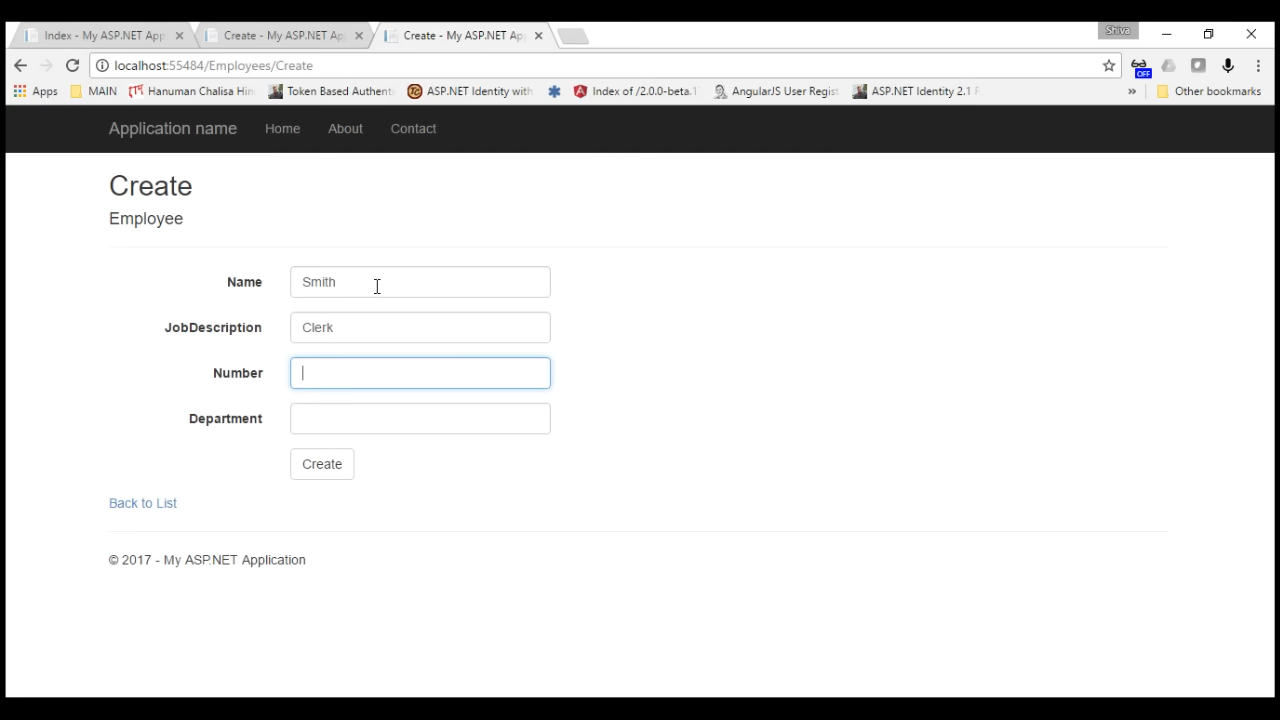 Shiva
Index - My ASP.NET App
Create - My ASP.NET Ap
Create - My ASP.NET Ap
localhost:55484/Employees/Create
OFF
Apps
MAIN
Hanuman Chalisa Hin
Token Based Authent
ASP.NET Identity with
Index of /2.0.0-beta.1
AngularJS User Regist
ASP.NET Identity 2.1
»
Other bookmarks
Application name
Home
About
Contact
Create
Employee
Name
Smith
JobDescription
Clerk
Number
Department
Create
Back to List
© 2017 - My ASP.NET Application